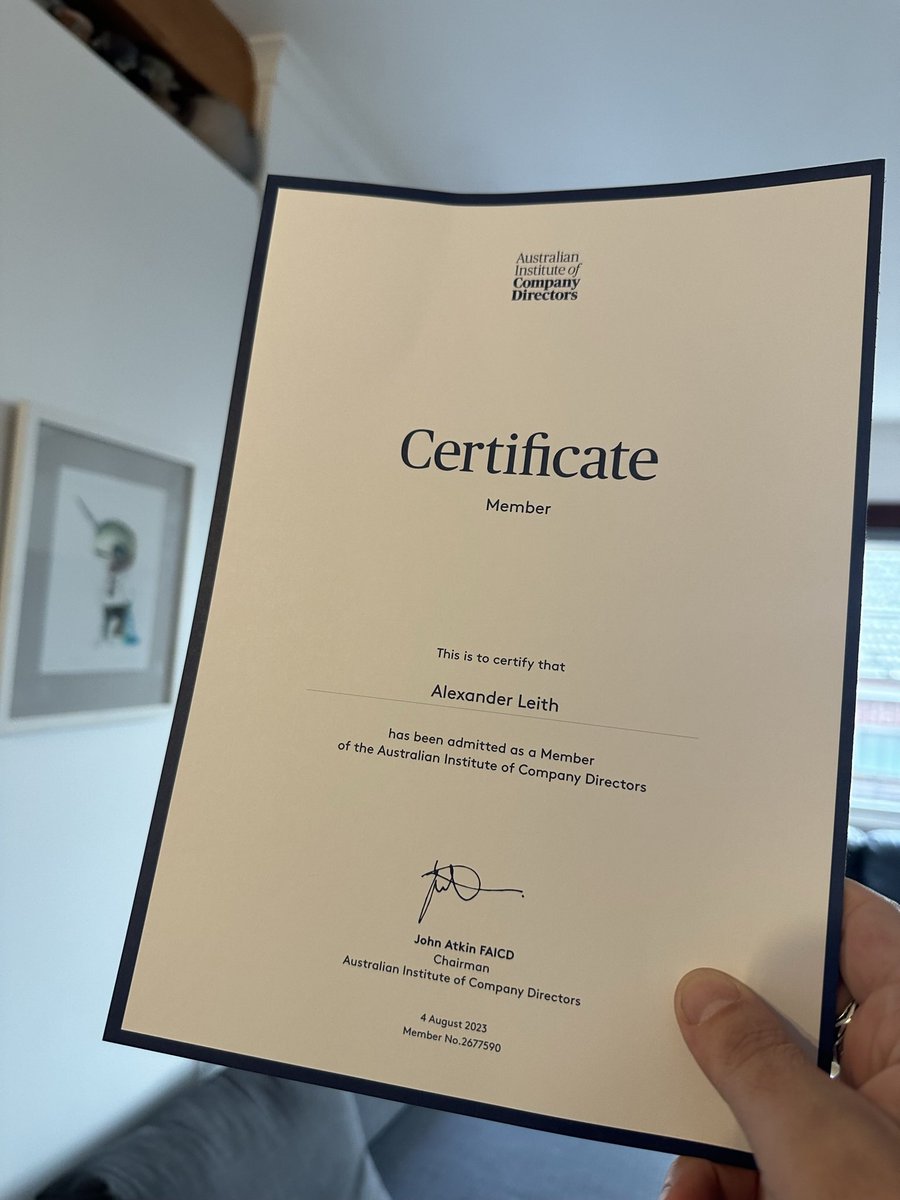 Australian
Institute of
Company
Directors
Certificate
Member
This is to certify that
Alexander Leith
has been admitted as a Member
of the Australian Institute of Company Directors
John Atkin FAICD
Chairman
Australian Institute of Company Directors
4 August 2023
Member No.2677590